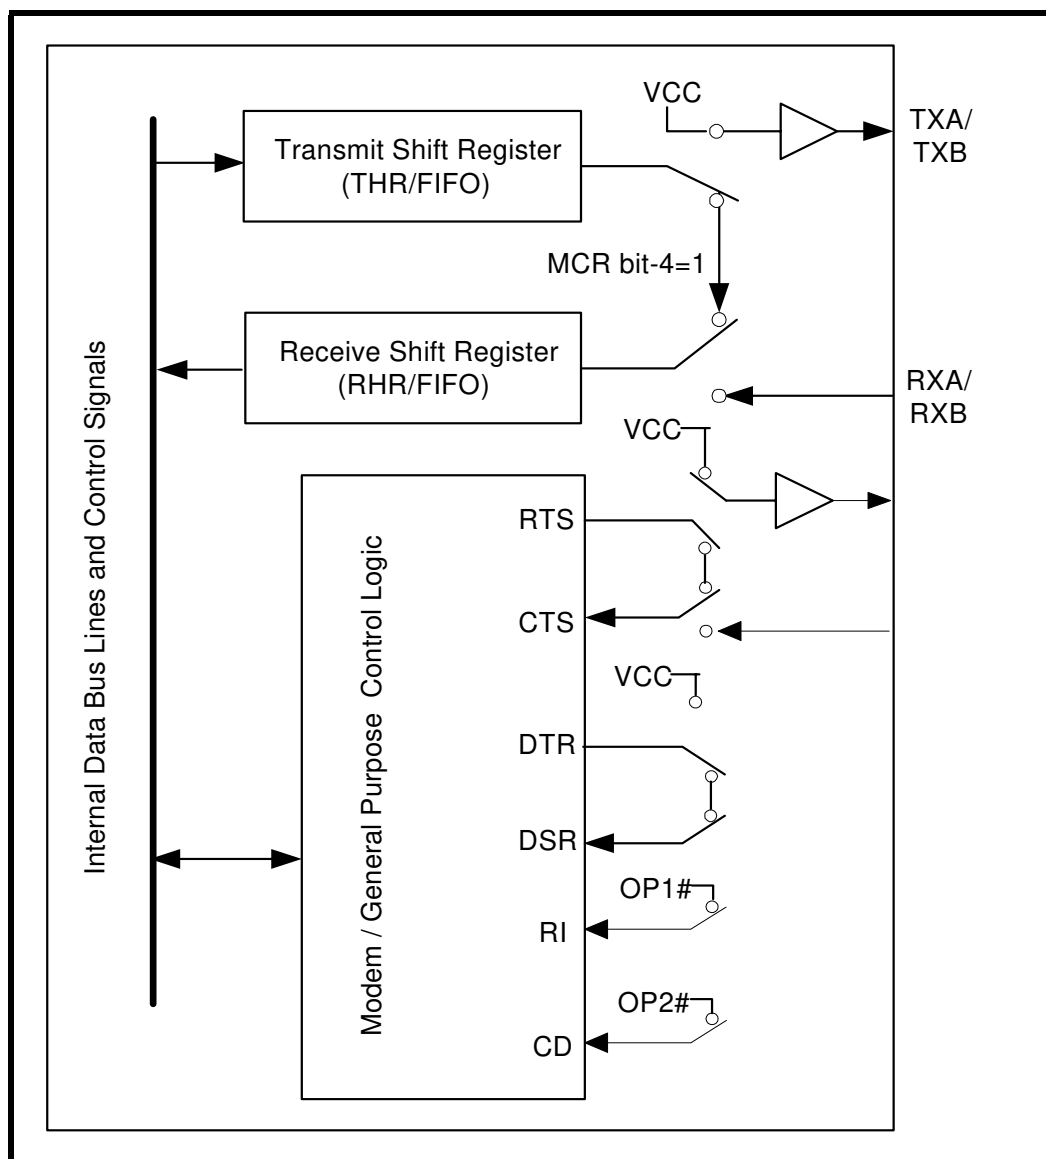 VCC
TXA/
TXB
Transmit Shift Register
(THR/FIFO)
MCR bit-4=1
Receive Shift Register
(RHR/FIFO)
RXA/
RXB
VCC
Internal Data Bus Lines and Control Signals
Modem / General Purpose Control Logic
RTS
CTS
VCC
DTR
DSR
OP1#
RI
OP2#
CD